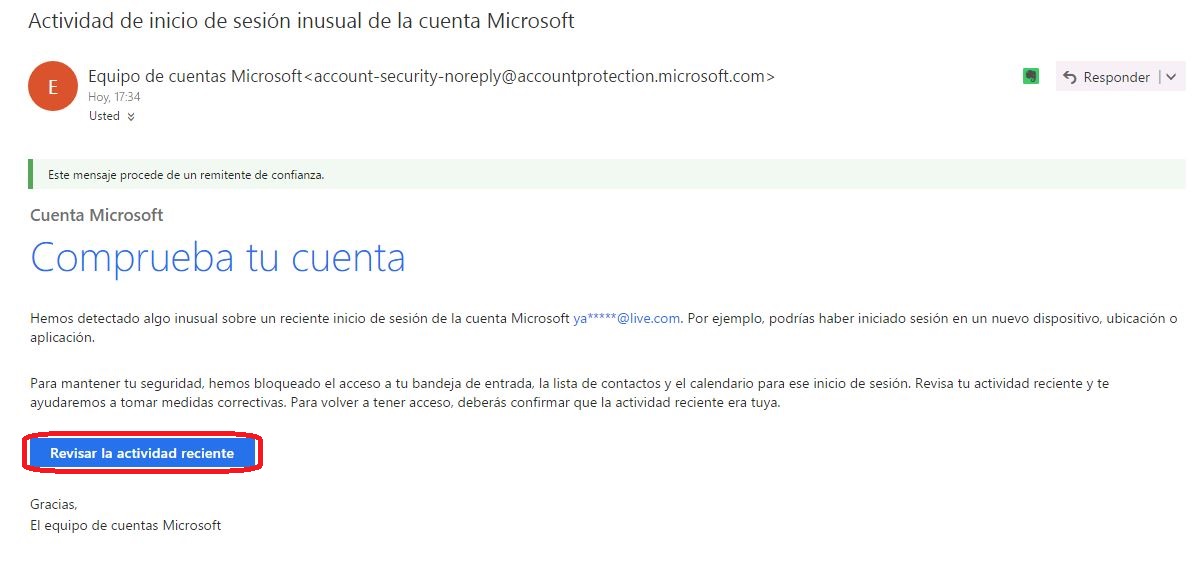 Actividad de inicio de sesión inusual de la cuenta Microsoft
E
Equipo de cuentas Microsoft<account-security-noreply@accountprotection.microsoft.com>
Responder
Hoy, 17:34
Usted
Este mensaje procede de un remitente de confianza.
Cuenta Microsoft
Comprueba tu cuenta
Hemos detectado algo inusual sobre un reciente inicio de sesión de la cuenta Microsoft ya*****@live.com. Por ejemplo, podrías haber iniciado sesión en un nuevo dispositivo, ubicación o
aplicación.
Para mantener tu seguridad, hemos bloqueado el acceso a tu bandeja de entrada, la lista de contactos y el calendario para ese inicio de sesión. Revisa tu actividad reciente y te
ayudaremos a tomar medidas correctivas. Para volver a tener acceso, deberás confirmar que la actividad reciente era tuya.
Revisar la actividad reciente
Gracias,
El equipo de cuentas Microsoft